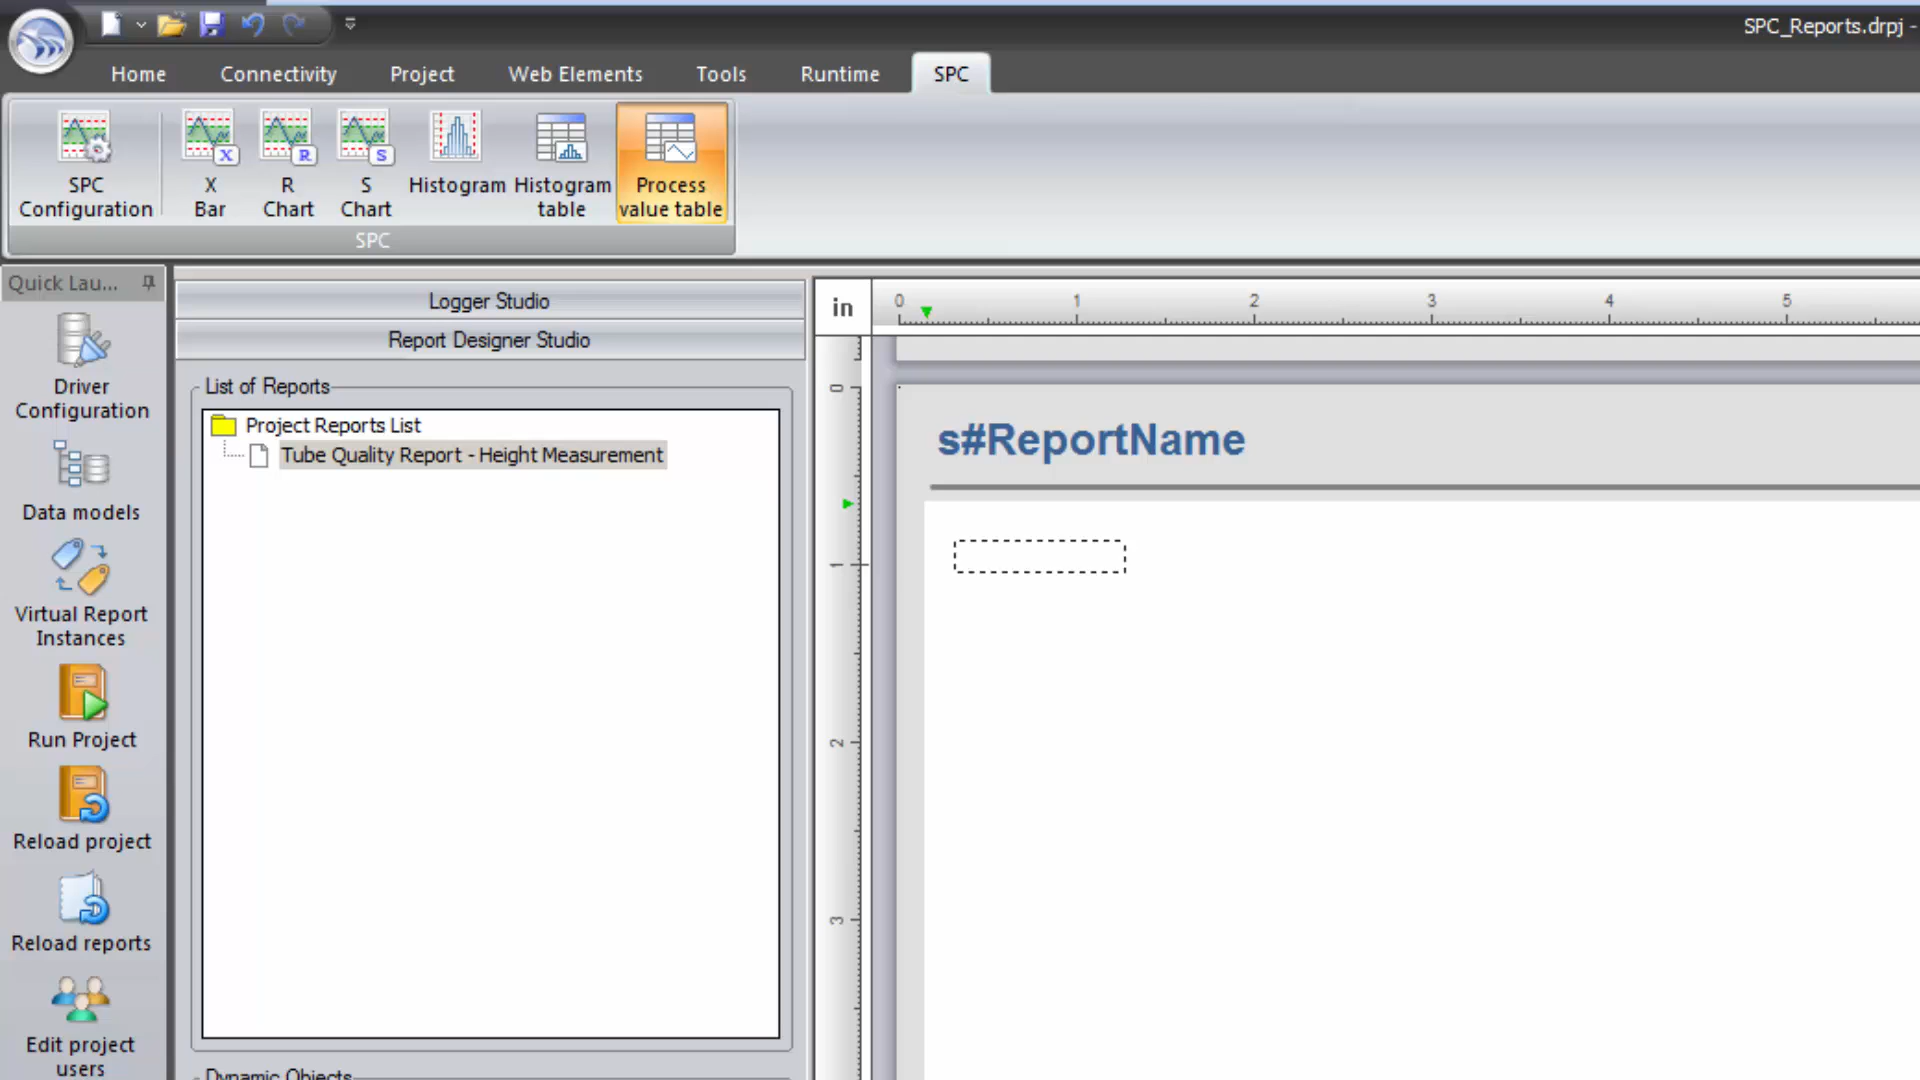 SPC_Reports.drpj -
Home Connectivity Project Web Elements Tools Runtime SPC
SPC
Configuration
X
Bar
R
Chart
S
Chart
Histogram
Histogram
table
Process
value table
X
R
S
SPC
Quick Lau...
Driver
Configuration
Data models
Virtual Report
Instances
Run Project
Reload project
Reload reports
Edit project
users
Logger Studio
Report Designer Studio
List of Reports
Project Reports List
Tube Quality Report - Height Measurement
Dynamic Objects
in
0 1 2 3 4 5
0
1
2
3
s#ReportName